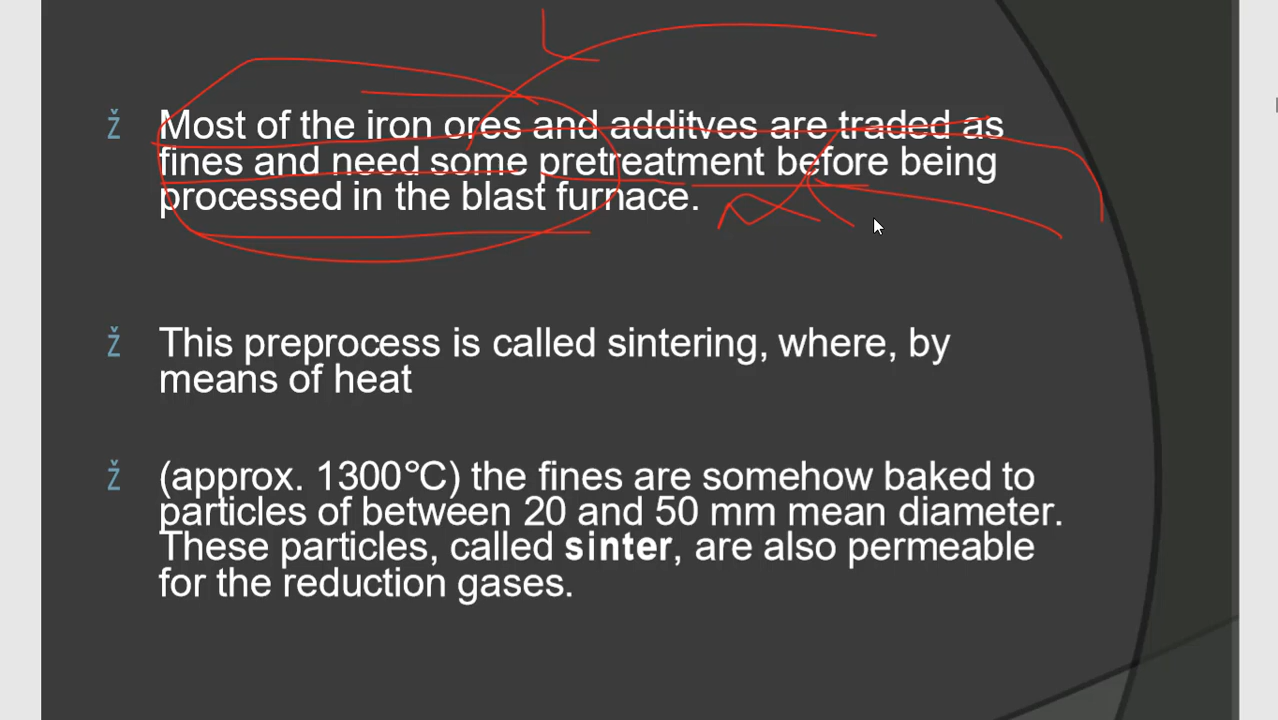 ž Most of the iron ores and additves are traded as
fines and need some pretreatment before being
processed in the blast furnace.
ž This preprocess is called sintering, where, by
means of heat
ž (approx. 1300°C) the fines are somehow baked to
particles of between 20 and 50 mm mean diameter.
These particles, called sinter, are also permeable
for the reduction gases.